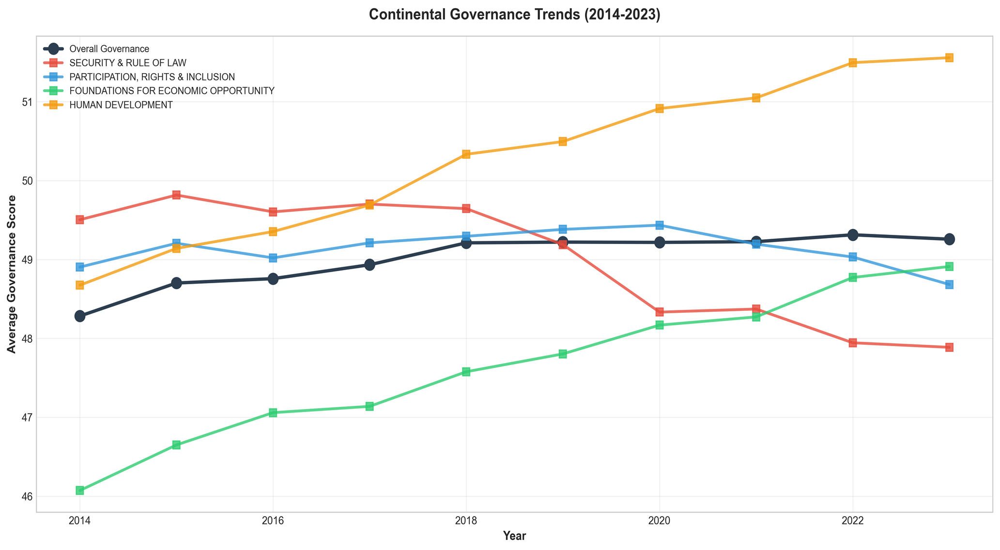 Continental Governance Trends (2014-2023)
Overall Governance
SECURITY & RULE OF LAW
PARTICIPATION, RIGHTS & INCLUSION
FOUNDATIONS FOR ECONOMIC OPPORTUNITY
HUMAN DEVELOPMENT
Average Governance Score
51
50
49
48
47
46
2014 2016 2018 2020 2022
Year